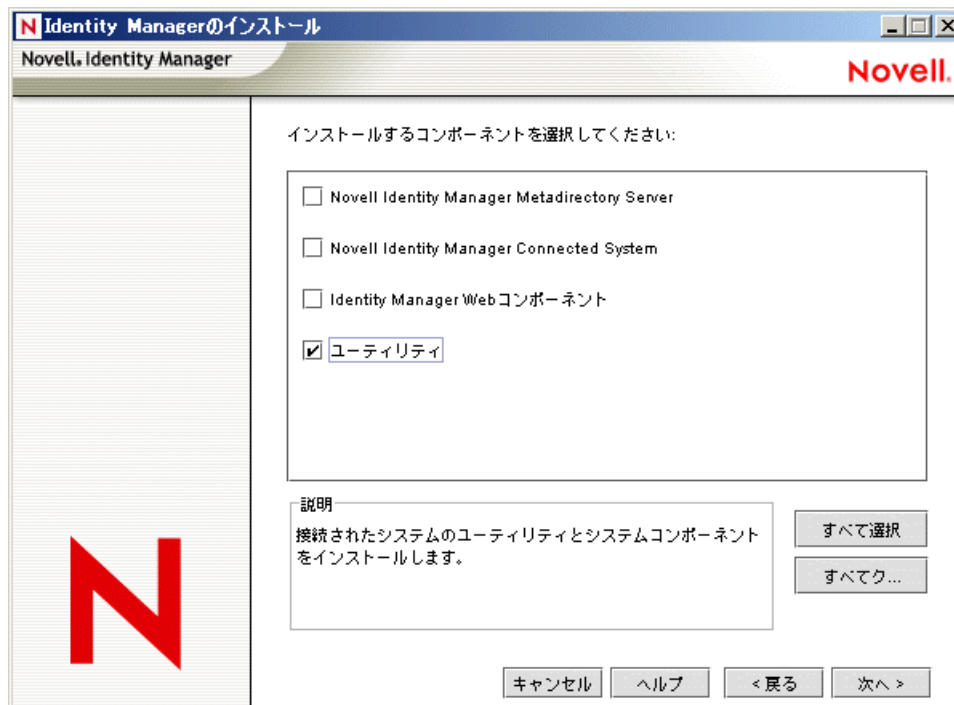 Identity Managerのインストール
Novell. Identity Manager
Novell.
インストールするコンポーネントを選択してください:
Novell Identity Manager Metadirectory Server
Novell Identity Manager Connected System
Identity Manager Webコンポーネント
ユーティリティ
説明
接続されたシステムのユーティリティとシステムコンポーネント
をインストールします。
すべて選択
すべてク...
キャンセル
ヘルプ
<戻る
次へ >